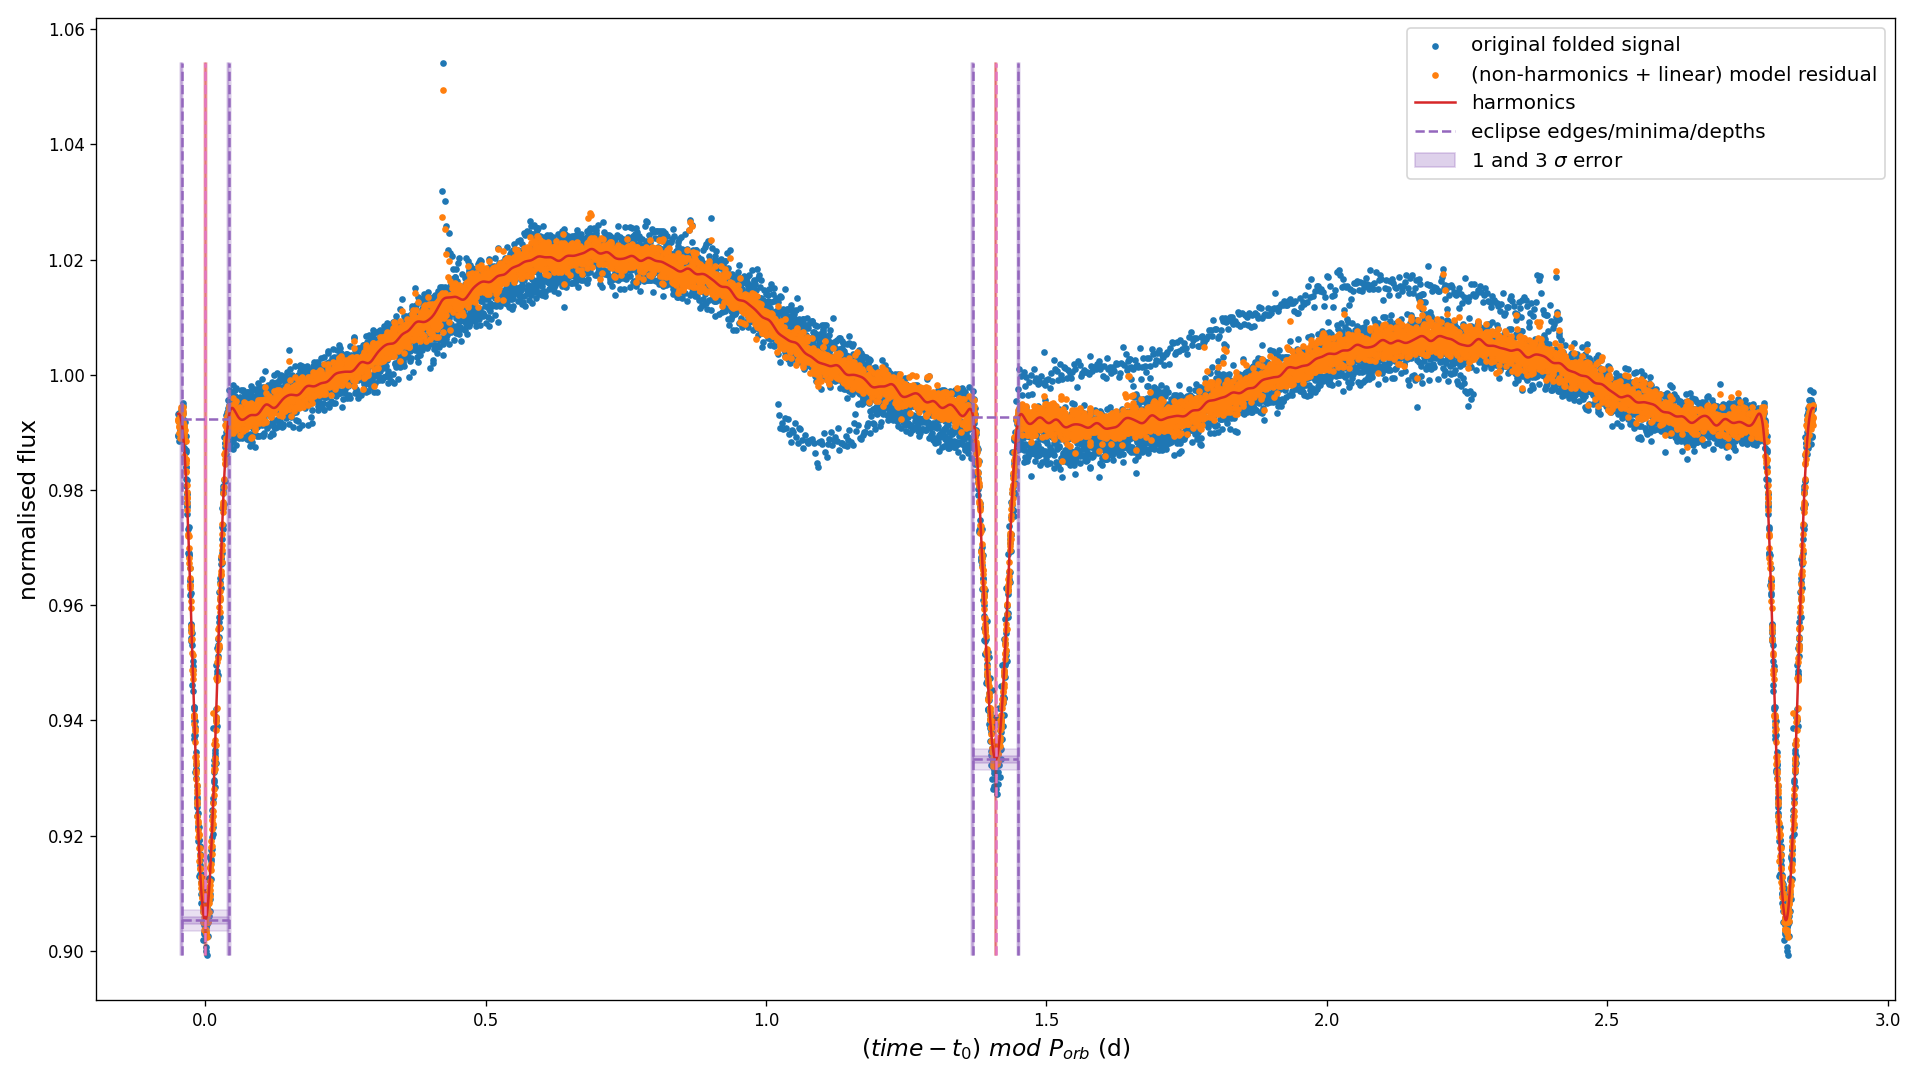 1.06
1.04
1.02
1.00
0.98
0.96
0.94
0.92
0.90
normalised flux
original folded signal
(non-harmonics + linear) model residual
harmonics
eclipse edges/minima/depths
1 and 3 σ error
0.0
0.5
1.0
1.5
2.0
2.5
3.0
(time − t₀) mod Pₒᵣb (d)